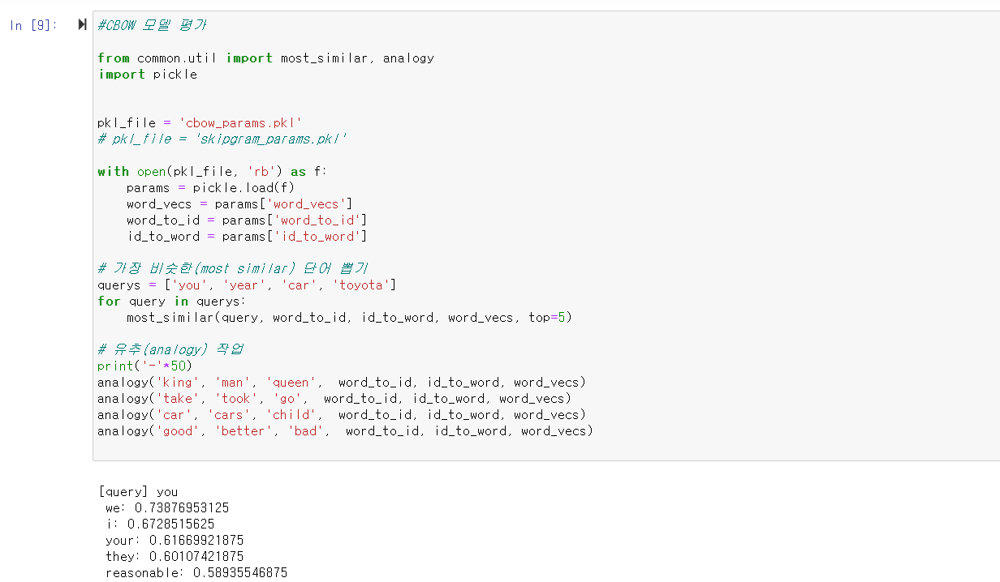 In [9]:
#CBOW 모델 평가
from common.util import most_similar, analogy
import pickle
pkl_file = 'cbow_params.pkl'
# pkl_file = 'skipgram_params.pkl'
with open(pkl_file, 'rb') as f:
    params = pickle.load(f)
    word_vecs = params['word_vecs']
    word_to_id = params['word_to_id']
    id_to_word = params['id_to_word']
# 가장 비슷한(most similar) 단어 뽑기
querys = ['you', 'year', 'car', 'toyota']
for query in querys:
    most_similar(query, word_to_id, id_to_word, word_vecs, top=5)
# 유추(analogy) 작업
print('-'*50)
analogy('king', 'man', 'queen',  word_to_id, id_to_word, word_vecs)
analogy('take', 'took', 'go',  word_to_id, id_to_word, word_vecs)
analogy('car', 'cars', 'child',  word_to_id, id_to_word, word_vecs)
analogy('good', 'better', 'bad',  word_to_id, id_to_word, word_vecs)
[query] you
 we: 0.73876953125
 i: 0.6728515625
 your: 0.61669921875
 they: 0.60107421875
 reasonable: 0.58935546875